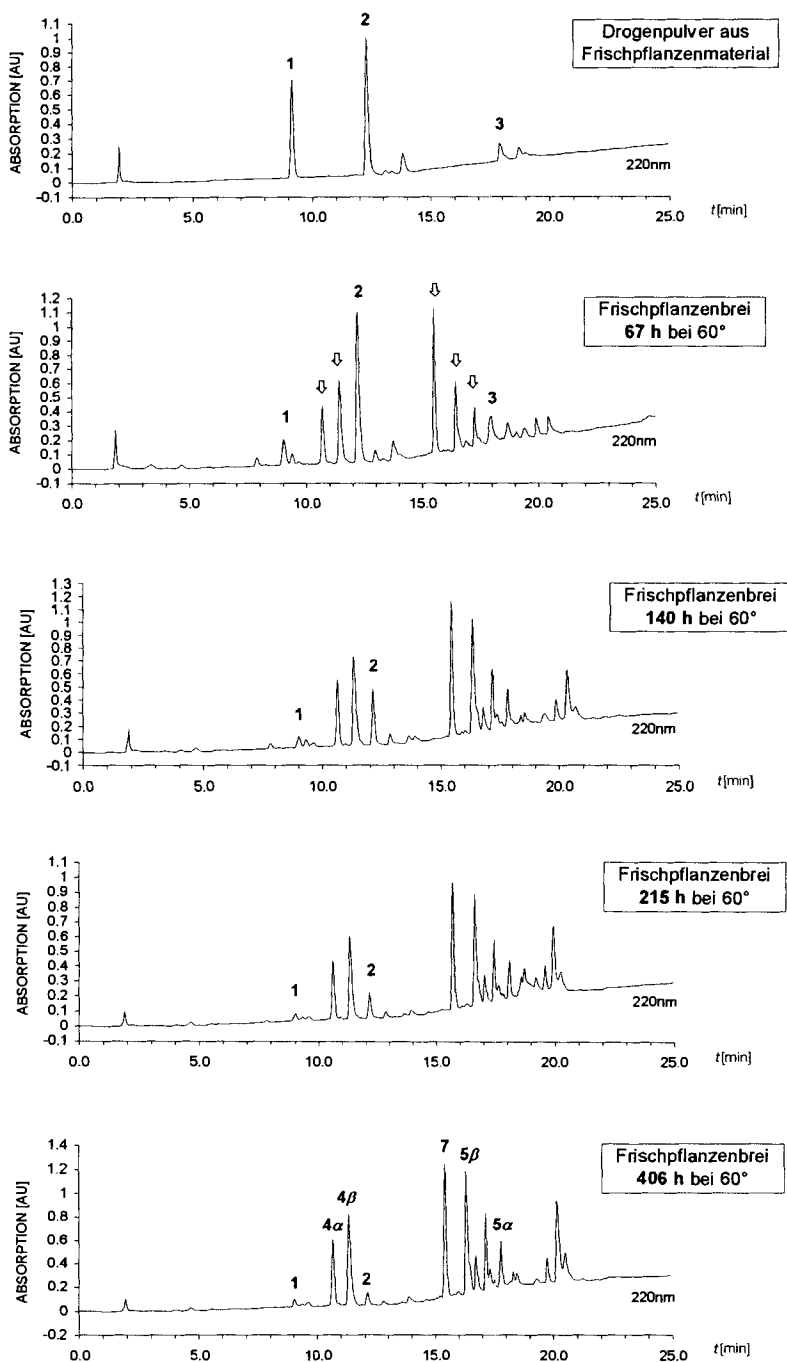 ABSORPTION [AU]
1.1
1
0.9
0.8
0.7
0.6
0.5
0.4
0.3
0.2
0.1
0
-0.1
1
2
3
Drogenpulver aus
Frischpflanzenmaterial
220nm
0.0 5.0 10.0 15.0 20.0 25.0 t[min]
ABSORPTION [AU]
1.2
1.1
1
0.9
0.8
0.7
0.6
0.5
0.4
0.3
0.2
0.1
0
-0.1
1
2
3
Frischpflanzenbrei
67 h bei 60°
220nm
0.0 5.0 10.0 15.0 20.0 25.0 t[min]
ABSORPTION [AU]
1.3
1.2
1.1
1
0.9
0.8
0.7
0.6
0.5
0.4
0.3
0.2
0.1
0
-0.1
1
2
Frischpflanzenbrei
140 h bei 60°
220nm
0.0 5.0 10.0 15.0 20.0 25.0 t[min]
ABSORPTION [AU]
1.1
1
0.9
0.8
0.7
0.6
0.5
0.4
0.3
0.2
0.1
0
-0.1
1
2
Frischpflanzenbrei
215 h bei 60°
220nm
0.0 5.0 10.0 15.0 20.0 25.0 t[min]
ABSORPTION [AU]
1.4
1.2
1
0.8
0.6
0.4
0.2
0
-0.2
1
4α
4β
2
7
5β
5α
Frischpflanzenbrei
406 h bei 60°
220nm
0.0 5.0 10.0 15.0 20.0 25.0 t[min]